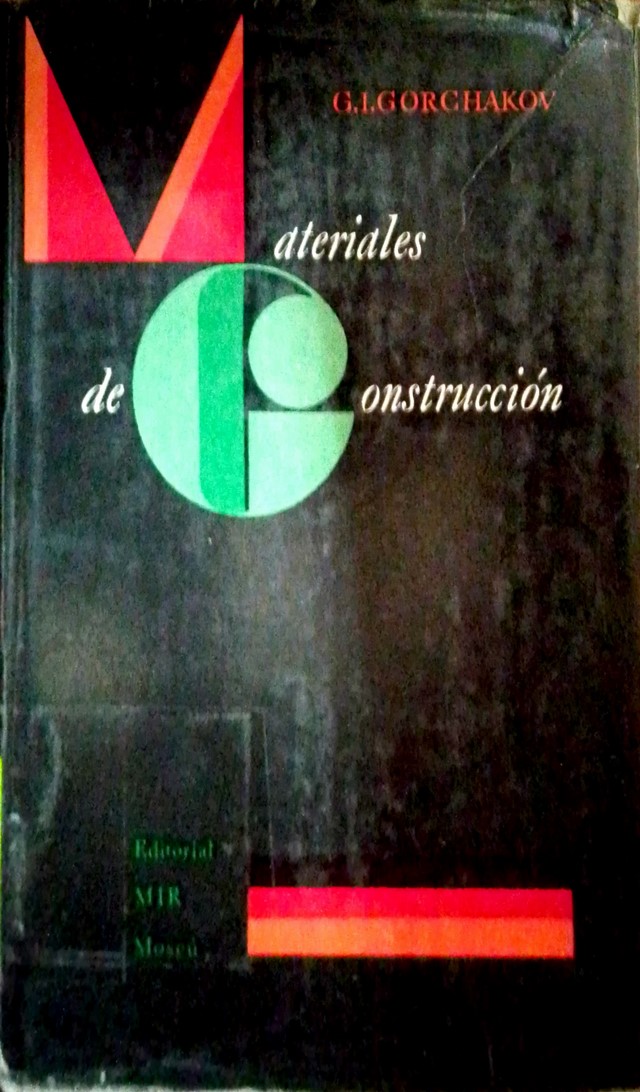 G.I.GORCHAKOV
Materiales
de Construcción
Editorial
MIR
Moscú